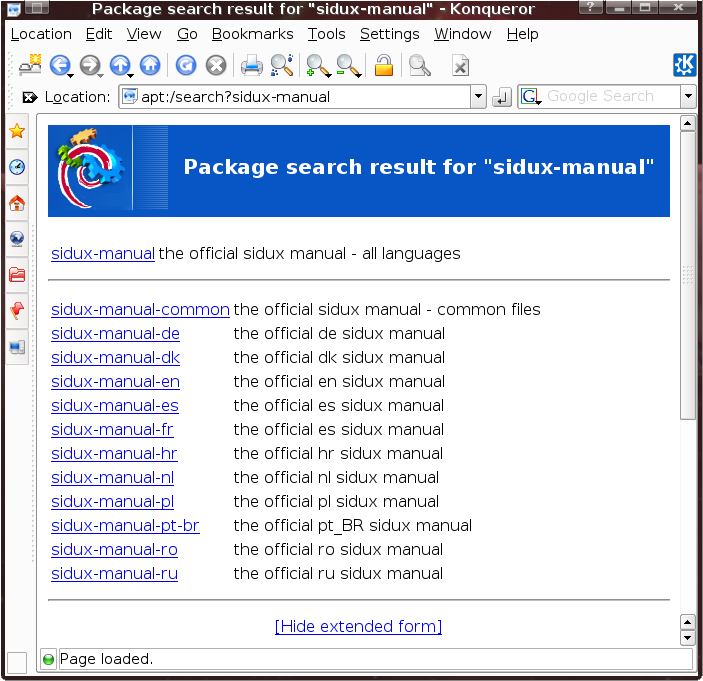 Package search result for "sidux-manual" - Konqueror
Location Edit View Go Bookmarks Tools Settings Window Help
Location: apt:/search?sidux-manual Google Search
Package search result for "sidux-manual"
sidux-manual the official sidux manual - all languages
sidux-manual-common the official sidux manual - common files
sidux-manual-de the official de sidux manual
sidux-manual-dk the official dk sidux manual
sidux-manual-en the official en sidux manual
sidux-manual-es the official es sidux manual
sidux-manual-fr the official es sidux manual
sidux-manual-hr the official hr sidux manual
sidux-manual-nl the official nl sidux manual
sidux-manual-pl the official pl sidux manual
sidux-manual-pt-br the official pt_BR sidux manual
sidux-manual-ro the official ro sidux manual
sidux-manual-ru the official ru sidux manual
[Hide extended form]
Page loaded.